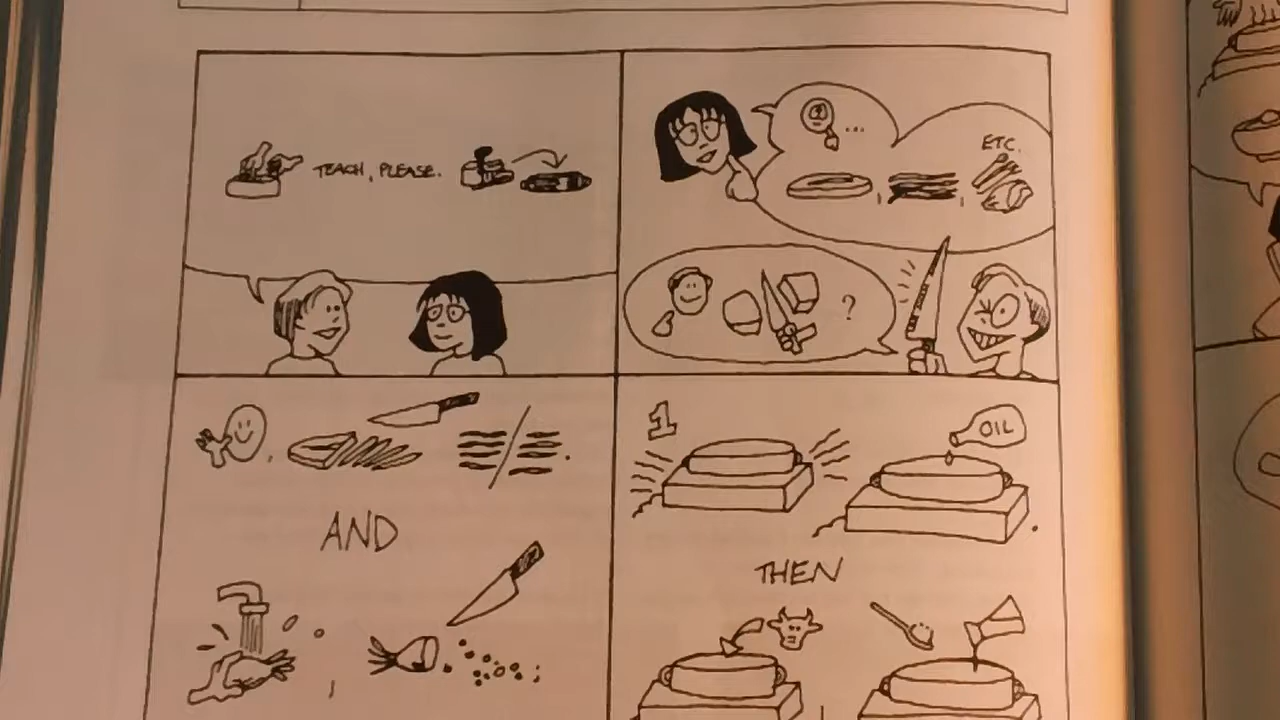 TEACH, PLEASE.
...
ETC.
?
AND
1
OIL
THEN